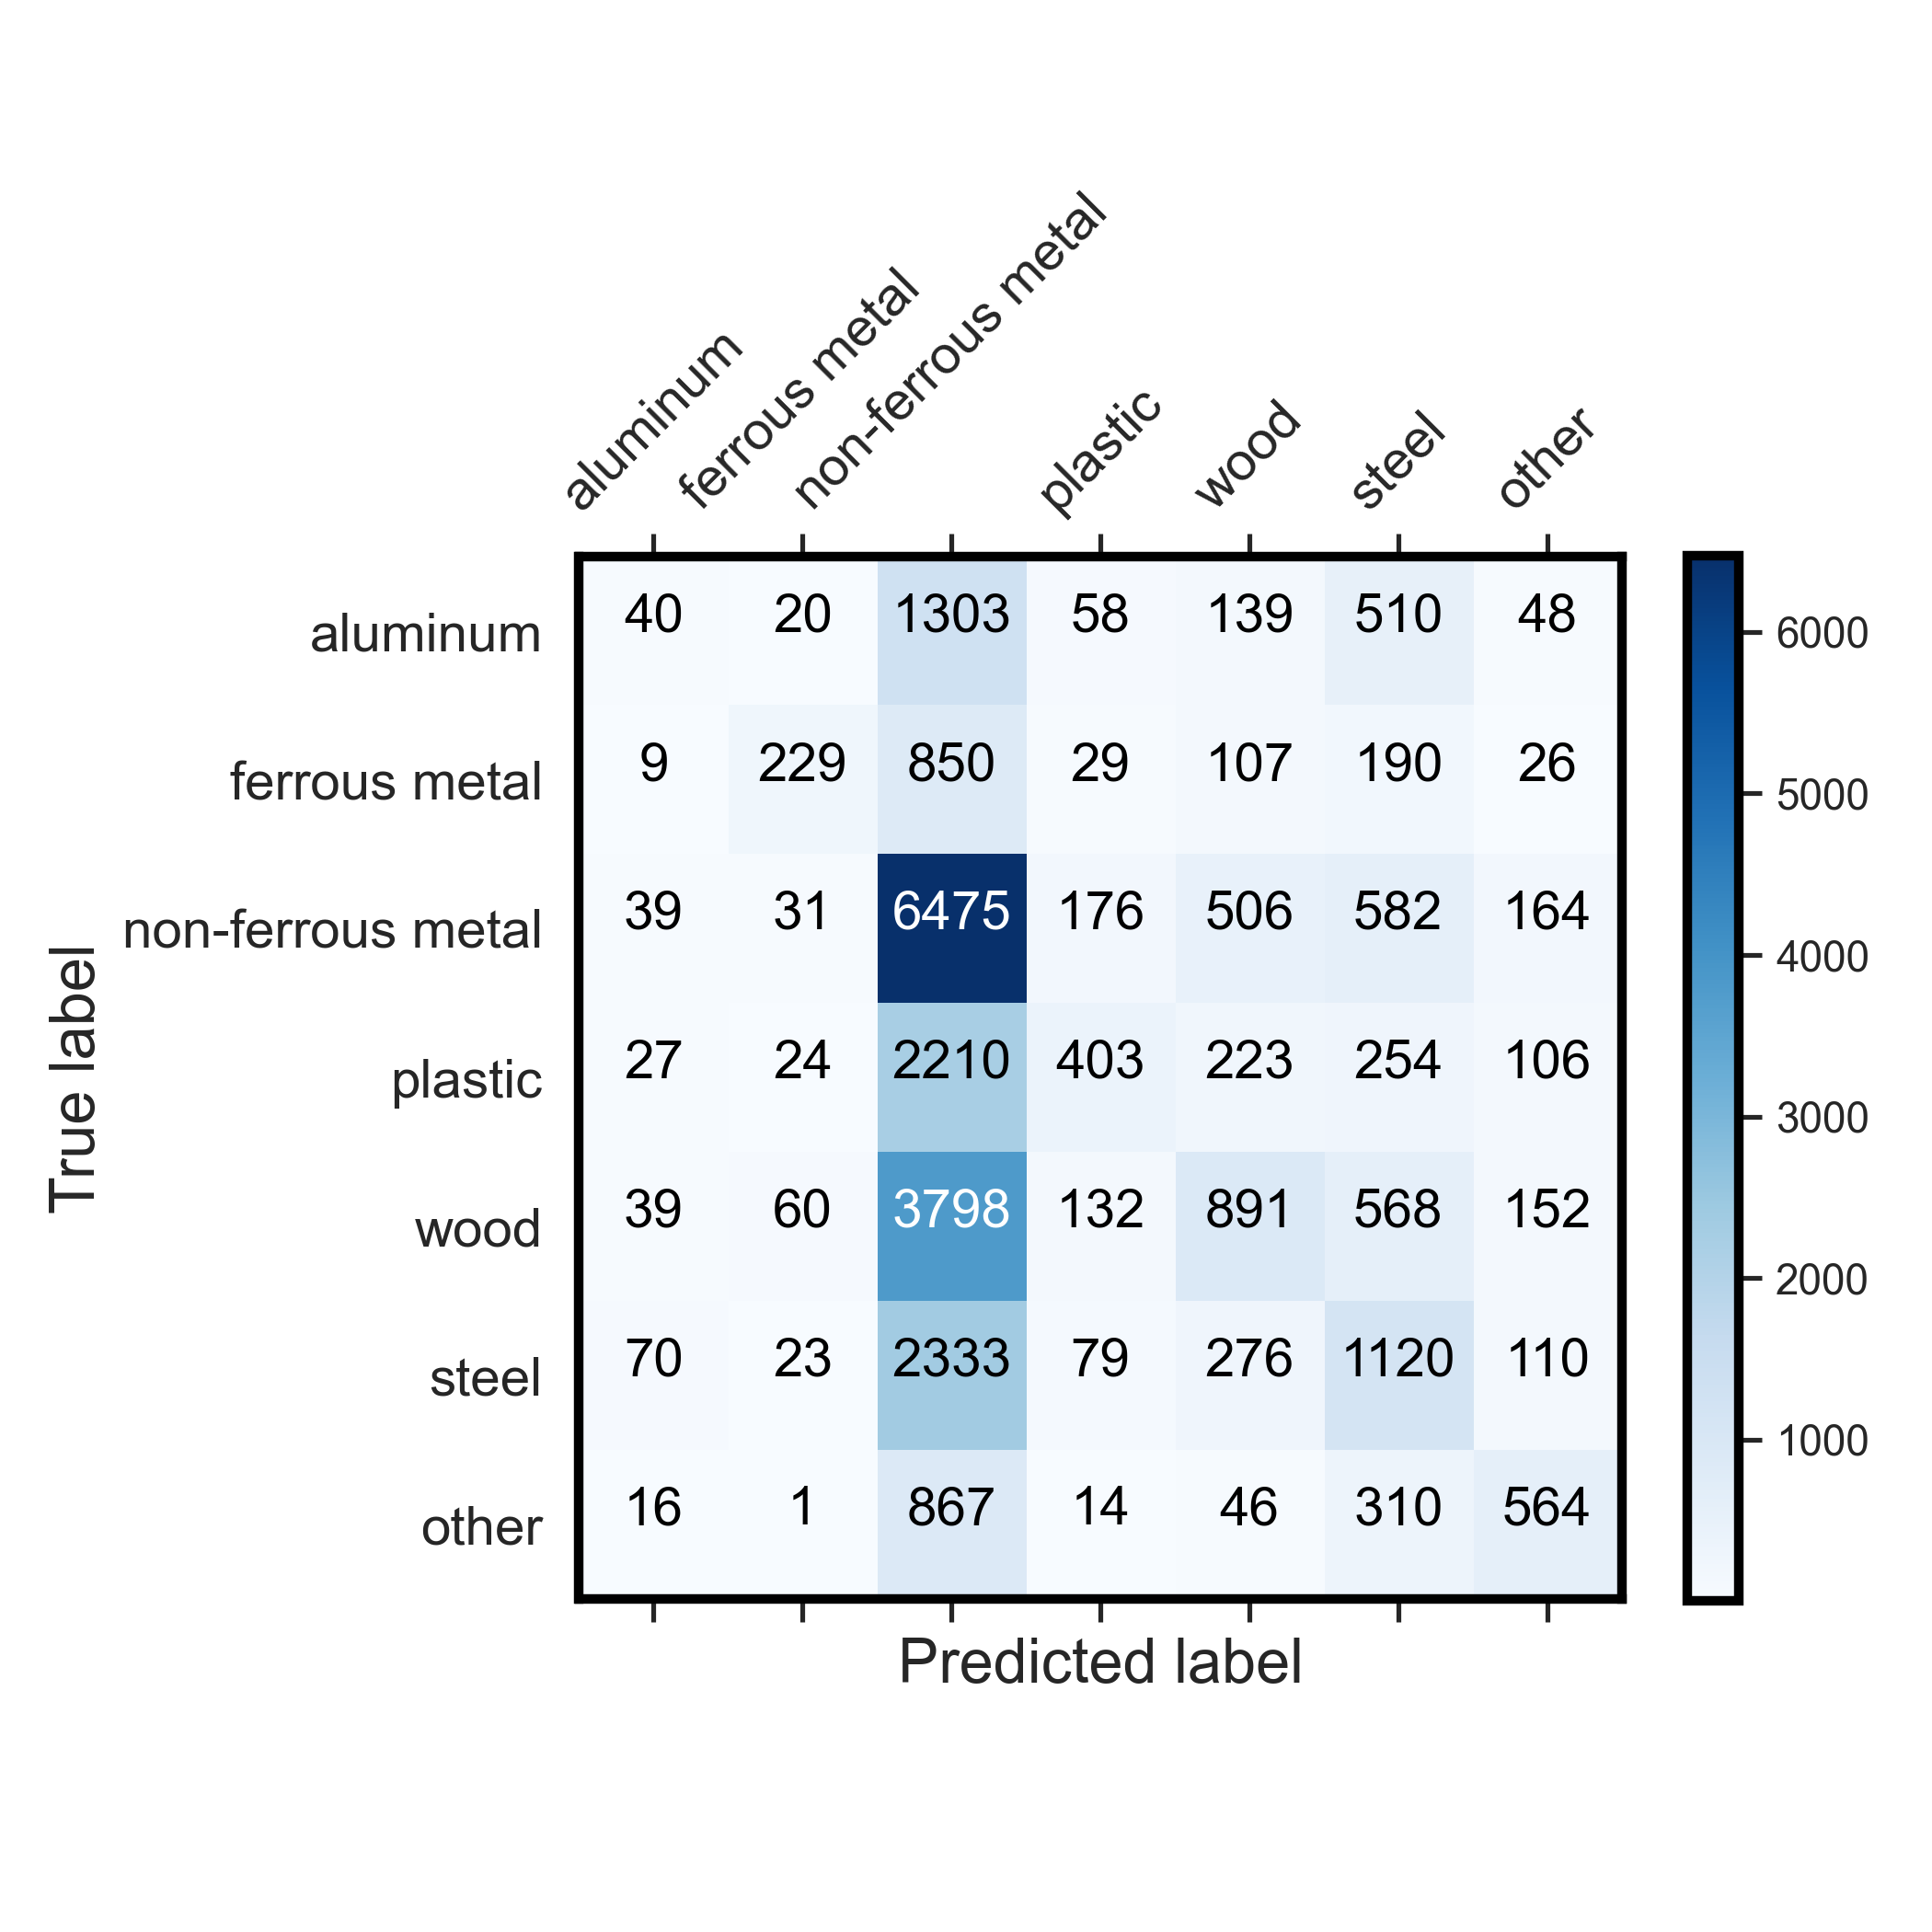 aluminum
ferrous metal
non-ferrous metal
plastic
wood
steel
other
aluminum 40 20 1303 58 139 510 48
ferrous metal 9 229 850 29 107 190 26
non-ferrous metal 39 31 6475 176 506 582 164
plastic 27 24 2210 403 223 254 106
wood 39 60 3798 132 891 568 152
steel 70 23 2333 79 276 1120 110
other 16 1 867 14 46 310 564
True label
Predicted label
6000
5000
4000
3000
2000
1000